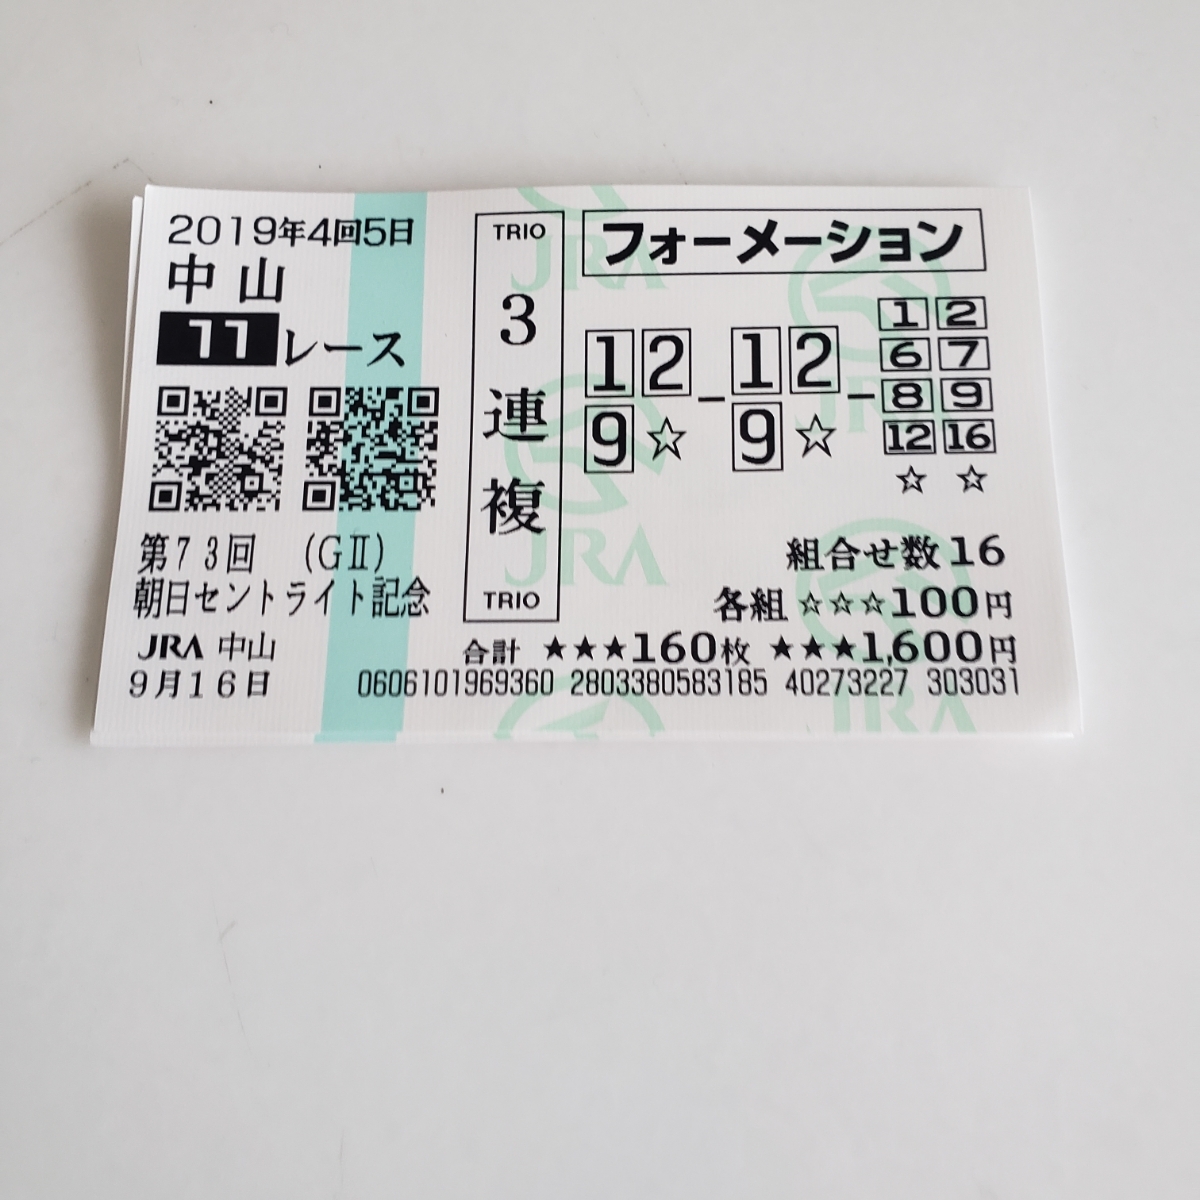 2019年4回5日
中山
11レース
第73回 (GⅡ)
朝日セントライト記念
JRA 中山
9月16日
TRIO
3連複
TRIO
フォーメーション
1 2 - 1 2 - 1 2
9 ☆ 9 ☆ 6 7
8 9
12 16
☆ ☆
組合せ数16
各組 ☆☆☆100円
合計 ★★★160枚 ★★★1,600円
0606101969360 2803380583185 40273227 303031
JRA
JRA
JRA
JRA